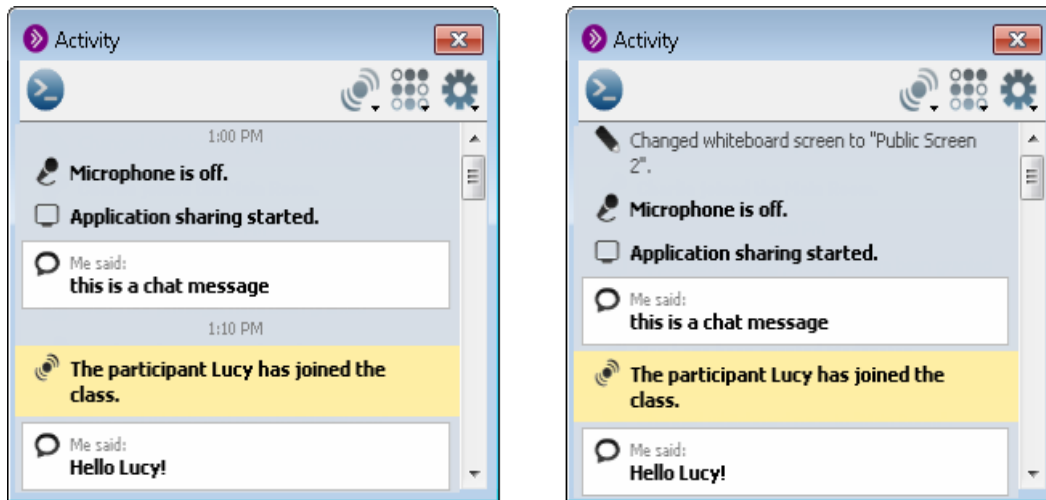 Activity
1:00 PM
Microphone is off.
Application sharing started.
Me said:
this is a chat message
1:10 PM
The participant Lucy has joined the
class.
Me said:
Hello Lucy!
Activity
Changed whiteboard screen to "Public Screen
2".
Microphone is off.
Application sharing started.
Me said:
this is a chat message
The participant Lucy has joined the
class.
Me said:
Hello Lucy!